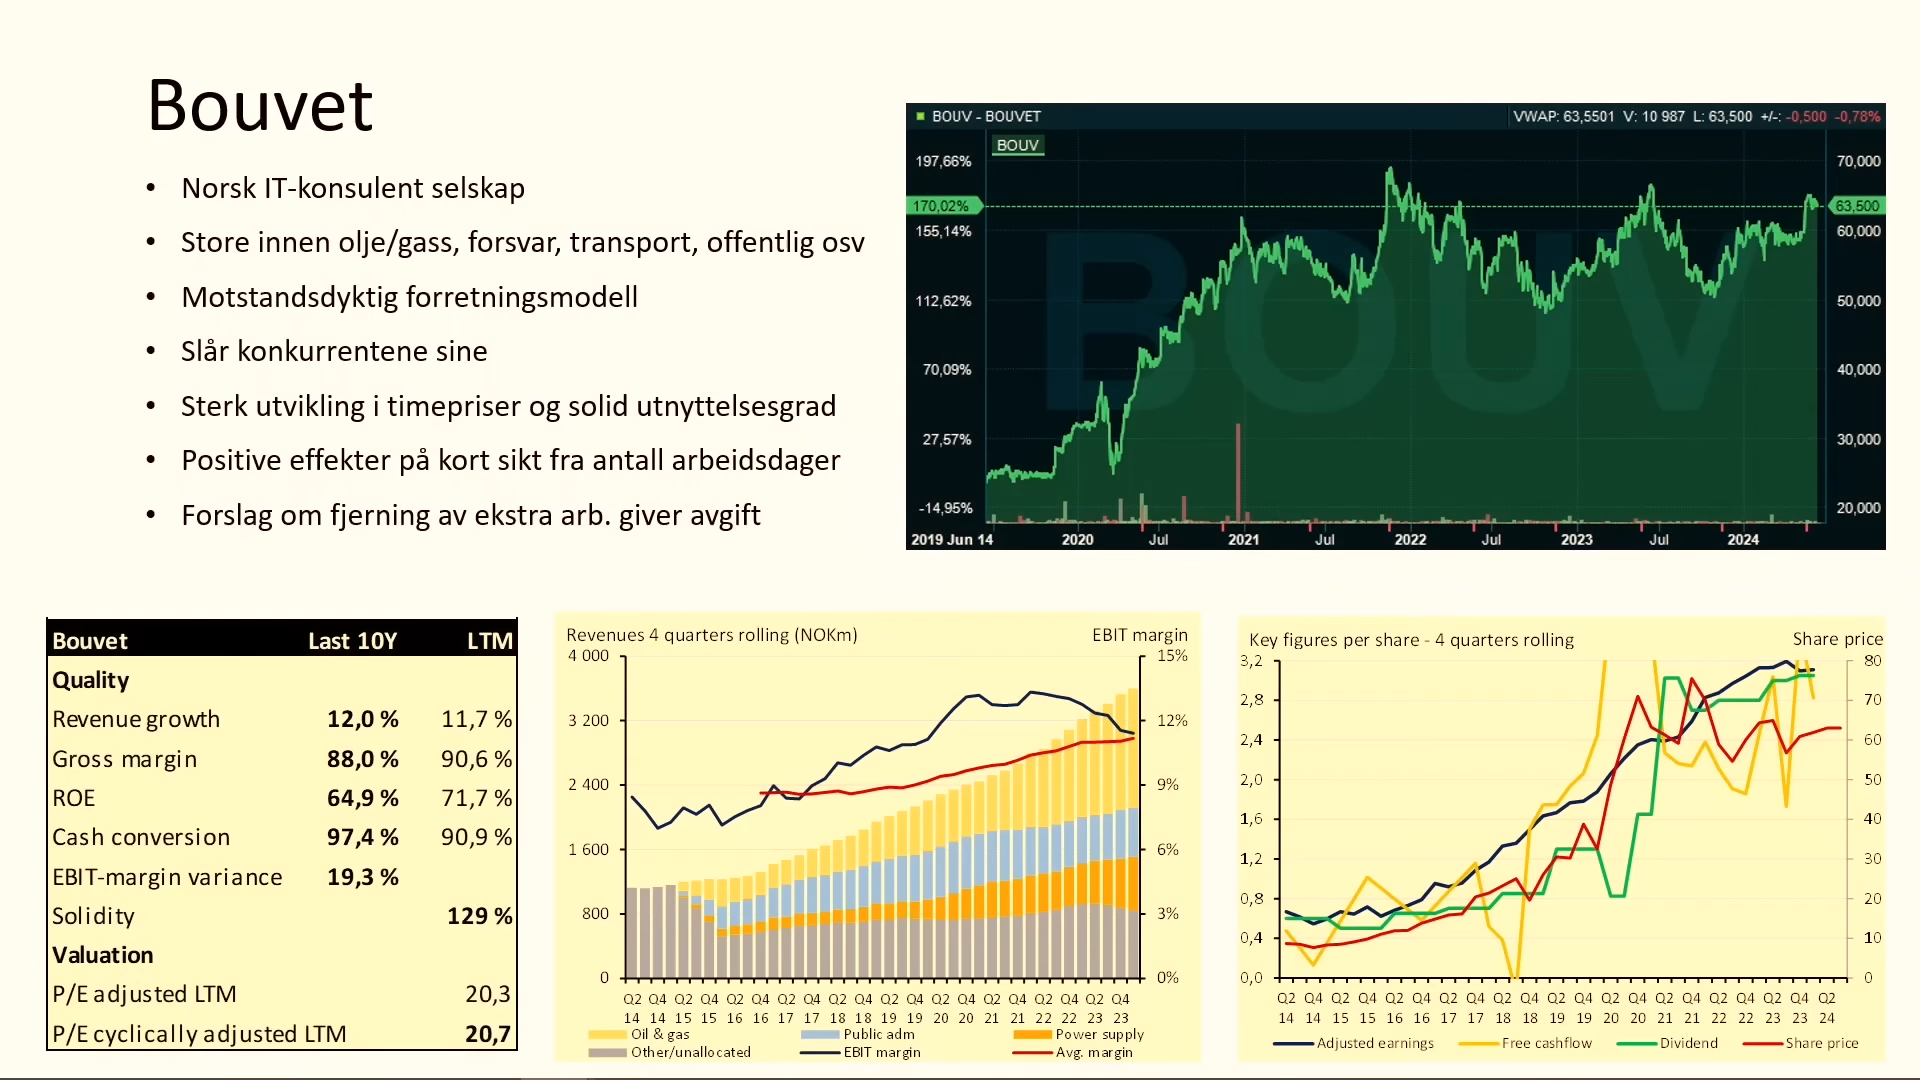 Bouvet
• Norsk IT-konsulent selskap
• Store innen olje/gass, forsvar, transport, offentlig osv
• Motstandsdyktig forretningsmodell
• Slår konkurrentene sine
• Sterk utvikling i timepriser og solid utnyttelsesgrad
• Positive effekter på kort sikt fra antall arbeidsdager
• Forslag om fjerning av ekstra arb. giver avgift
BOUV - BOUVET VWAP: 63,5501 V: 10 987 L: 63,500 +/-: -0,500 -0,78%
BOUV
197,66% 70,000
170,02% 63,500
155,14% 60,000
112,62% 50,000
70,09% 40,000
27,57% 30,000
-14,95% 20,000
BOUV
2019 Jun 14 2020 Jul 2021 Jul 2022 Jul 2023 Jul 2024
Bouvet Last 10Y LTM
Quality
Revenue growth 12,0 % 11,7 %
Gross margin 88,0 % 90,6 %
ROE 64,9 % 71,7 %
Cash conversion 97,4 % 90,9 %
EBIT-margin variance 19,3 %
Solidity 129 %
Valuation
P/E adjusted LTM 20,3
P/E cyclically adjusted LTM 20,7
Revenues 4 quarters rolling (NOKm) EBIT margin
4 000 15%
3 200 12%
2 400 9%
1 600 6%
800 3%
0 0%
Q2 Q4 Q2 Q4 Q2 Q4 Q2 Q4 Q2 Q4 Q2 Q4 Q2 Q4 Q2 Q4 Q2 Q4 Q2 Q4
14 14 15 15 16 16 17 17 18 18 19 19 20 20 21 21 22 22 23 23
Oil & gas Public adm Power supply
Other/unallocated EBIT margin Avg. margin
Key figures per share - 4 quarters rolling Share price
3,2 80
2,8 70
2,4 60
2,0 50
1,6 40
1,2 30
0,8 20
0,4 10
0,0 0
Q2 Q4 Q2 Q4 Q2 Q4 Q2 Q4 Q2 Q4 Q2 Q4 Q2 Q4 Q2 Q4 Q2 Q4 Q2 Q4 Q2
14 14 15 15 16 16 17 17 18 18 19 19 20 20 21 21 22 22 23 23 24
Adjusted earnings Free cashflow Dividend Share price